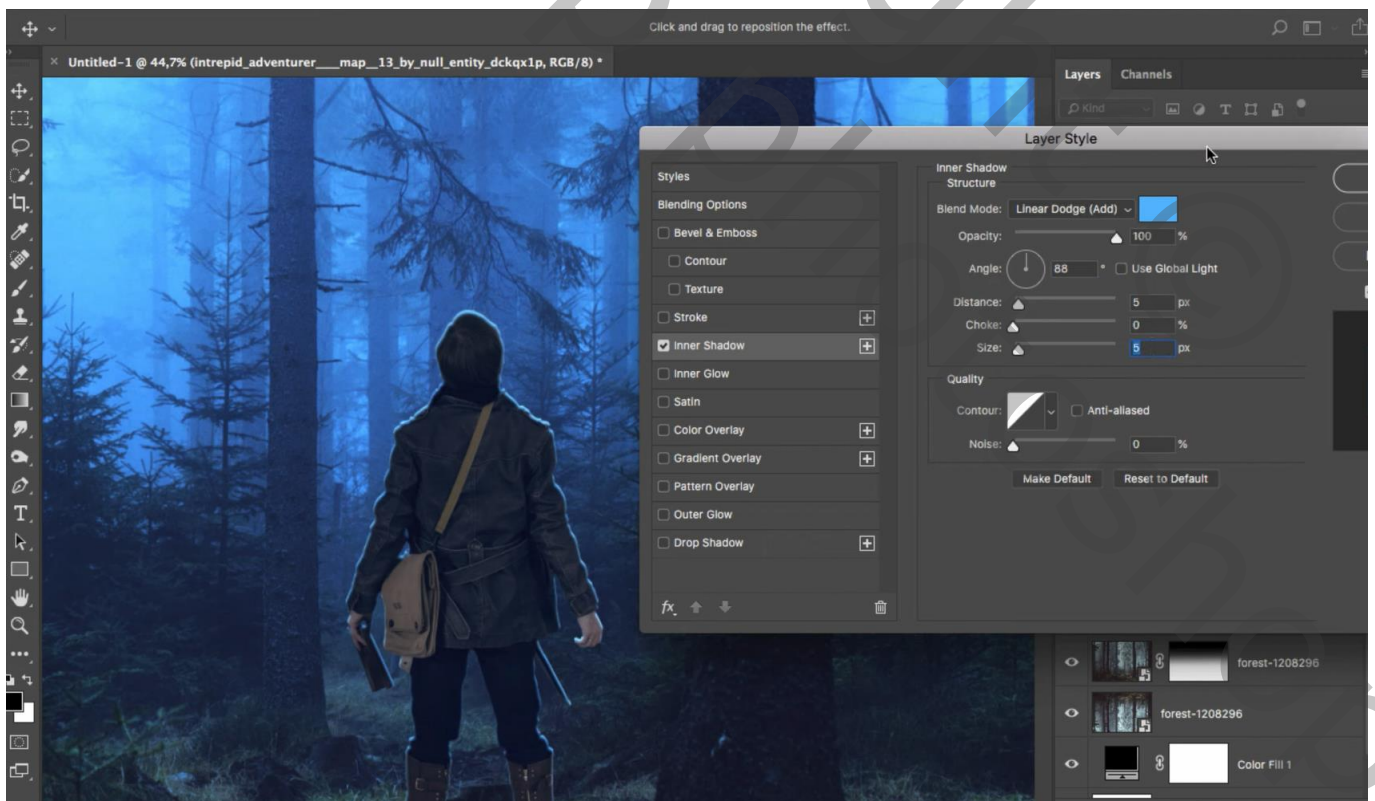 Click and drag to reposition the effect.
× Untitled-1 @ 44,7% (intrepid_adventurer___map__13_by_null_entity_dckqx1p, RGB/8) *
Layers Channels
Kind
Layer Style
Styles
Blending Options
Bevel & Emboss
Contour
Texture
Stroke
Inner Shadow
Inner Glow
Satin
Color Overlay
Gradient Overlay
Pattern Overlay
Outer Glow
Drop Shadow
fx
Inner Shadow
Structure
Blend Mode: Linear Dodge (Add)
Opacity: 100 %
Angle: 88 ° Use Global Light
Distance: 5 px
Choke: 0 %
Size: 5 px
Quality
Contour: Anti-aliased
Noise: 0 %
Make Default Reset to Default
forest-1208296
forest-1208296
Color Fill 1